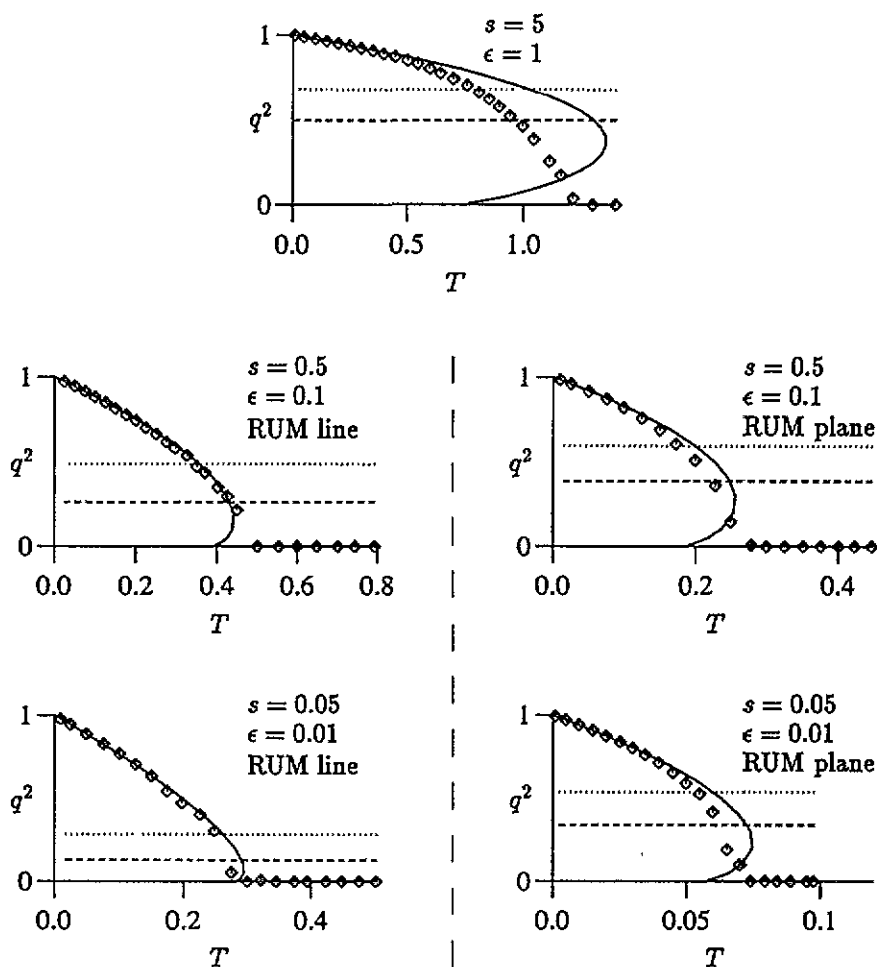 s = 5
ϵ = 1
1
q²
0
0.0 0.5 1.0
T
s = 0.5
ϵ = 0.1
RUM line
1
q²
0
0.0 0.2 0.4 0.6 0.8
T
s = 0.5
ϵ = 0.1
RUM plane
1
q²
0
0.0 0.2 0.4
T
s = 0.05
ϵ = 0.01
RUM line
1
q²
0
0.0 0.2 0.4
T
s = 0.05
ϵ = 0.01
RUM plane
1
q²
0
0.0 0.05 0.1
T